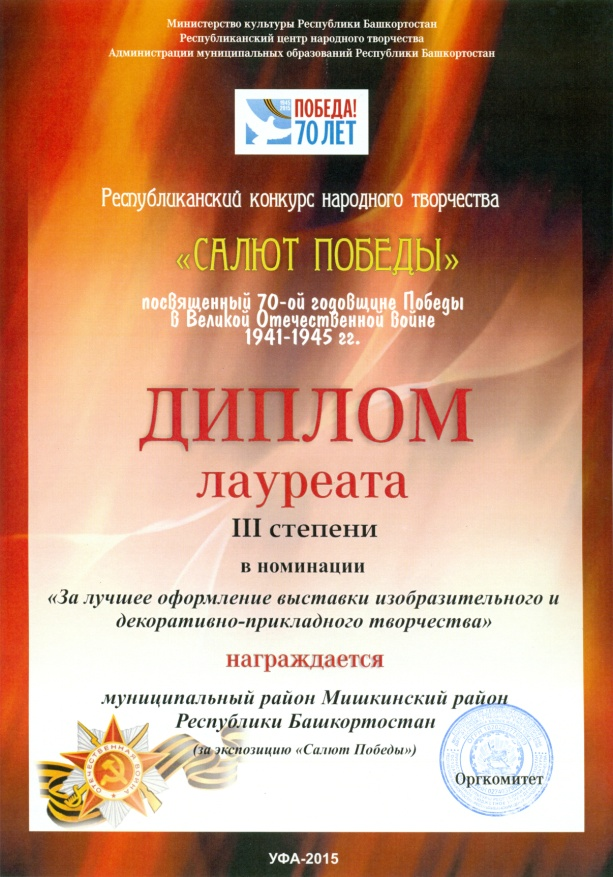 Министерство культуры Республики Башкортостан
Республиканский центр народного творчества
Администрации муниципальных образований Республики Башкортостан
1945
2015
ПОБЕДА!
70 ЛЕТ
Республиканский конкурс народного творчества
«САЛЮТ ПОБЕДЫ»
посвященный 70-ой годовщине Победы
в Великой Отечественной войне
1941-1945 гг.
ДИПЛОМ
лауреата
III степени
в номинации
«За лучшее оформление выставки изобразительного и
декоративно-прикладного творчества»
награждается
муниципальный район Мишкинский район
Республики Башкортостан
(за экспозицию «Салют Победы»)
ОТЕЧЕСТВЕННАЯ ВОЙНА
Оргкомитет
УФА-2015